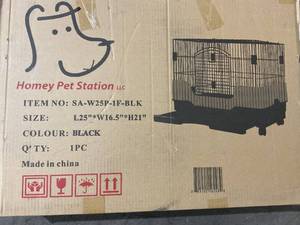 Homey Pet Station LLC
ITEM NO: SA-W25P-1F-BLK
SIZE: L25"*W16.5"*H21"
COLOUR: BLACK
Q'TY: 1PC
Made in china